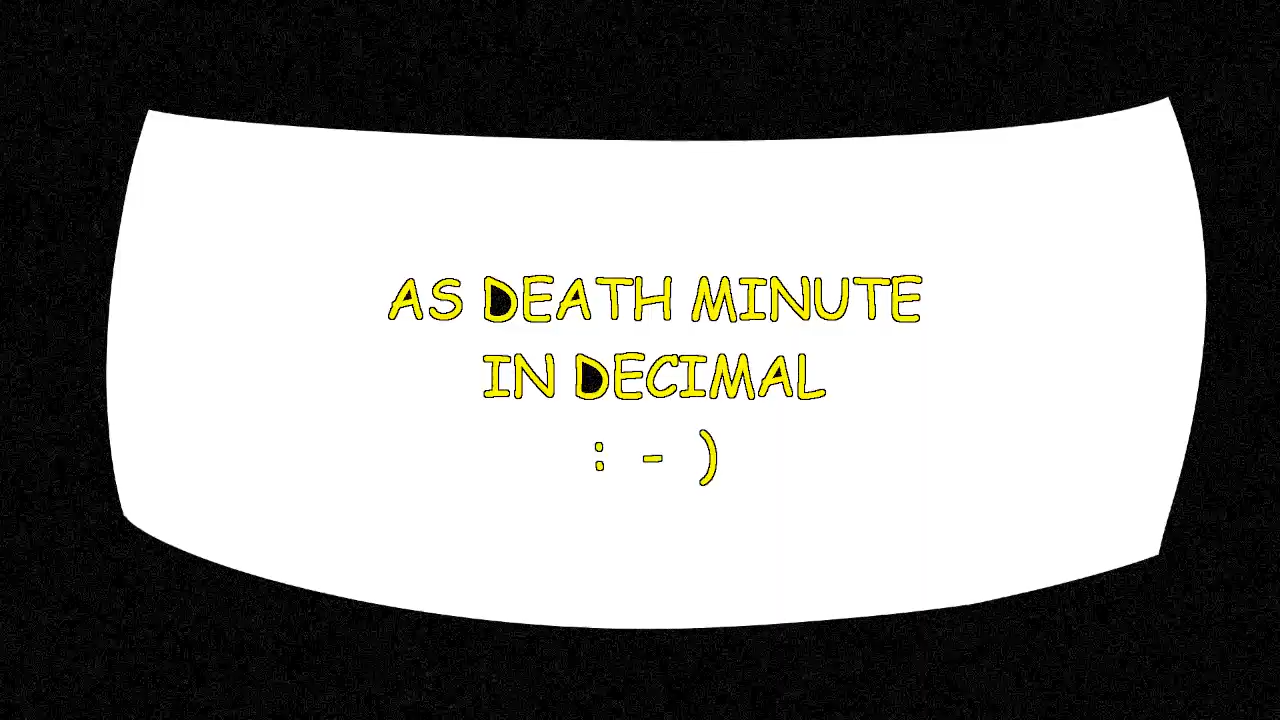 AS DEATH MINUTE
IN DECIMAL
: - )